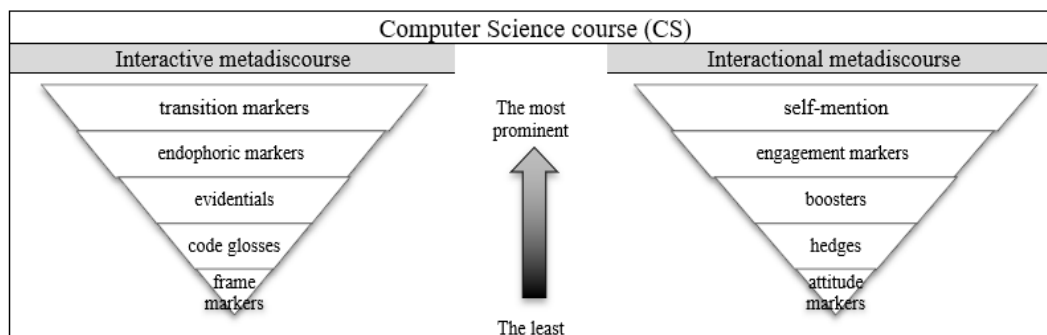 Computer Science course (CS)
Interactive metadiscourse
Interactional metadiscourse
transition markers
endophoric markers
evidentials
code glosses
frame
markers
The most
prominent
The least
self-mention
engagement markers
boosters
hedges
attitude
markers